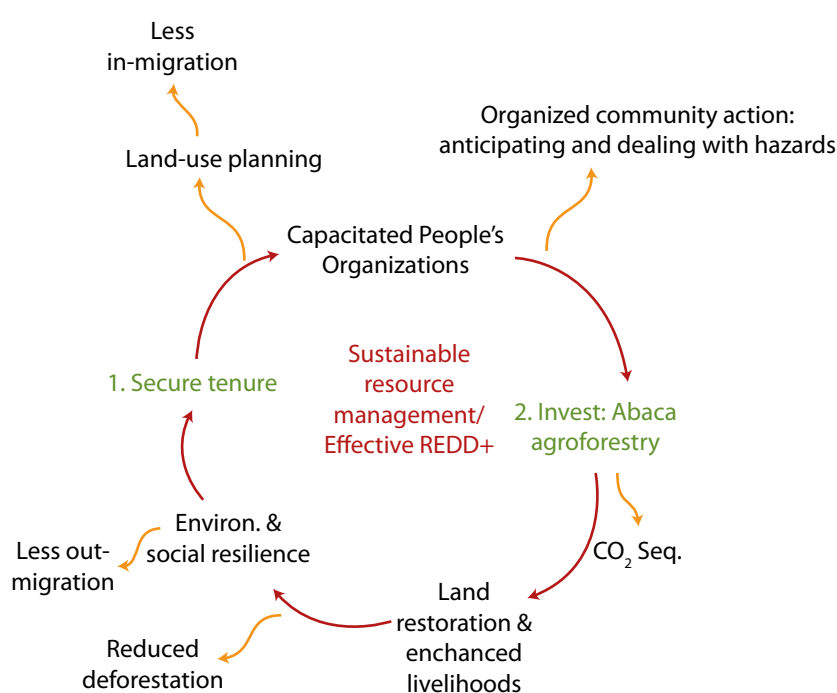 Less
in-migration
Organized community action:
anticipating and dealing with hazards
Land-use planning
Capacitated People’s
Organizations
1. Secure tenure
Sustainable
resource
management/
Effective REDD+
2. Invest: Abaca
agroforestry
Environ. &
social resilience
Less out-
migration
CO₂ Seq.
Land
restoration &
enchanced
livelihoods
Reduced
deforestation